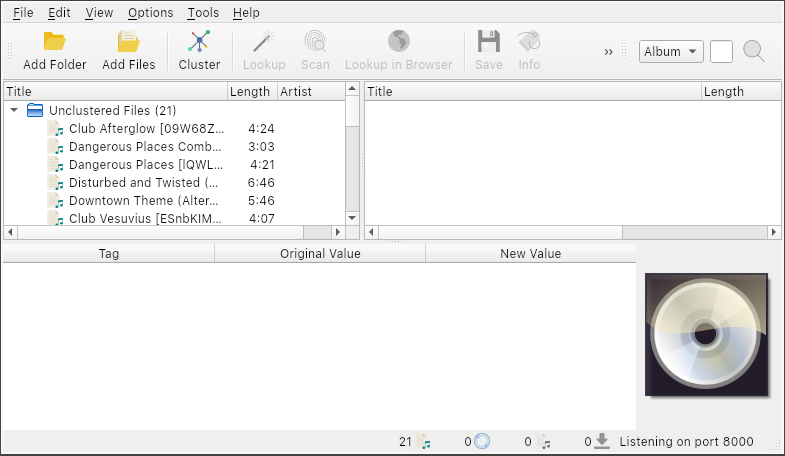 File Edit View Options Tools Help
Add Folder Add Files Cluster Lookup Scan Lookup in Browser Save Info » Album
Title Length Artist Title Length
Unclustered Files (21)
Club Afterglow [09W68Z... 4:24
Dangerous Places Comb... 3:03
Dangerous Places [lQWL... 4:21
Disturbed and Twisted (... 6:46
Downtown Theme (Alter... 5:46
Club Vesuvius [ESnbKIM... 4:07
Tag Original Value New Value
21 0 0 0 Listening on port 8000